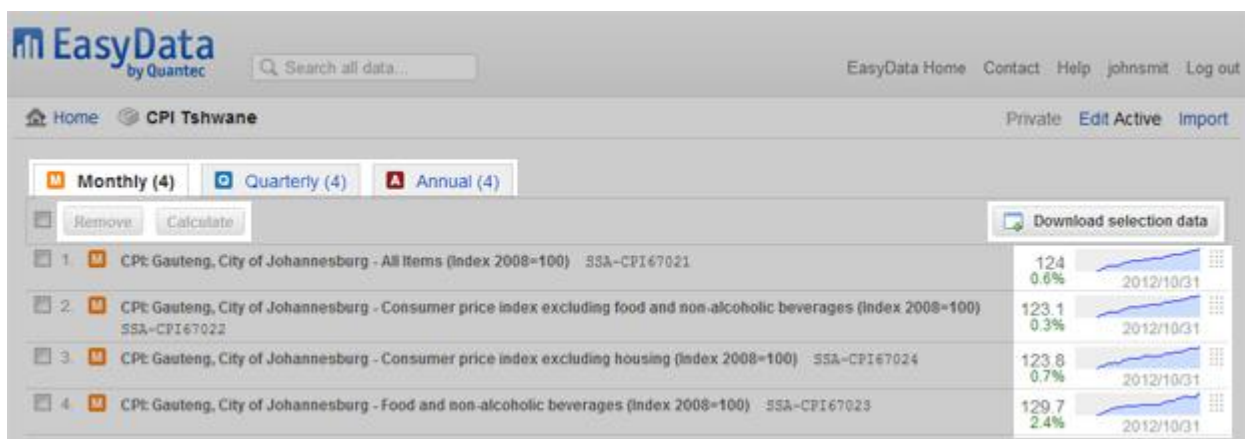 EasyData
by Quantec
Search all data...
EasyData Home Contact Help johnsmit Log out
Home CPI Tshwane
Private Edit Active Import
M Monthly (4) Q Quarterly (4) A Annual (4)
Remove Calculate
Download selection data
1. M CPI: Gauteng, City of Johannesburg - All Items (Index 2008=100) SSA-CPI67021
124
0.6%
2012/10/31
2. M CPI: Gauteng, City of Johannesburg - Consumer price index excluding food and non-alcoholic beverages (Index 2008=100)
SSA-CPI67022
123.1
0.3%
2012/10/31
3. M CPI: Gauteng, City of Johannesburg - Consumer price index excluding housing (Index 2008=100) SSA-CPI67024
123.8
0.7%
2012/10/31
4. M CPI: Gauteng, City of Johannesburg - Food and non-alcoholic beverages (Index 2008=100) SSA-CPI67023
129.7
2.4%
2012/10/31